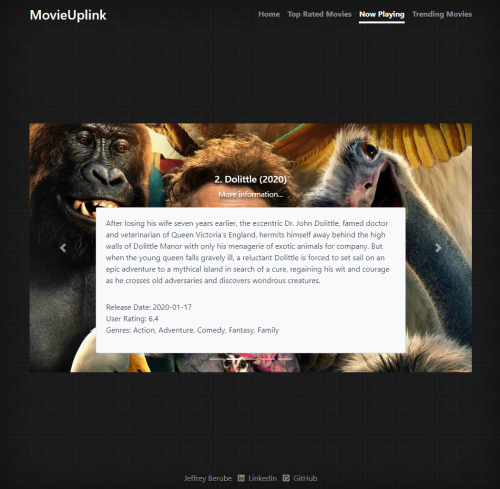 MovieUplink
Home Top Rated Movies Now Playing Trending Movies
2. Dolittle (2020)
More information...
After losing his wife seven years earlier, the eccentric Dr. John Dolittle, famed doctor
and veterinarian of Queen Victoria's England, hermits himself away behind the high
walls of Dolittle Manor with only his menagerie of exotic animals for company. But
when the young queen falls gravely ill, a reluctant Dolittle is forced to set sail on an
epic adventure to a mythical island in search of a cure, regaining his wit and courage
as he crosses old adversaries and discovers wondrous creatures.
Release Date: 2020-01-17
User Rating: 6.4
Genres: Action, Adventure, Comedy, Fantasy, Family
Jeffrey Berube LinkedIn GitHub